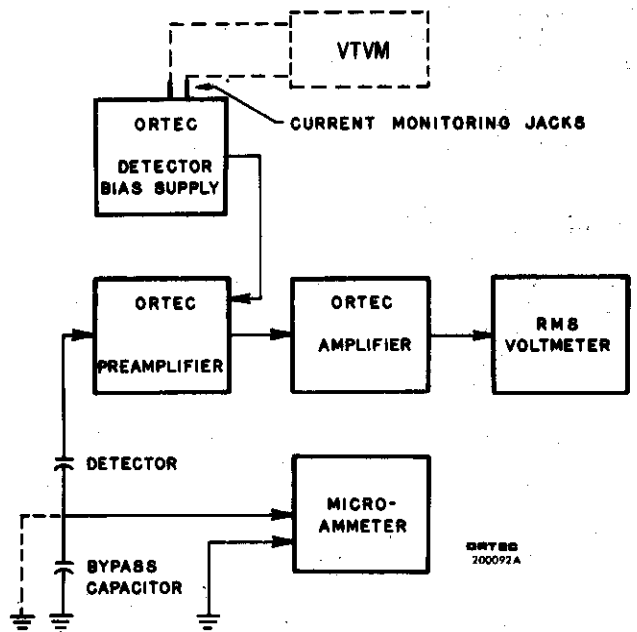 VTVM
ORTEC
DETECTOR
BIAS SUPPLY
CURRENT MONITORING JACKS
ORTEC
PREAMPLIFIER
ORTEC
AMPLIFIER
RMS
VOLTMETER
DETECTOR
MICRO-
AMMETER
BYPASS
CAPACITOR
ORTEC
200092A